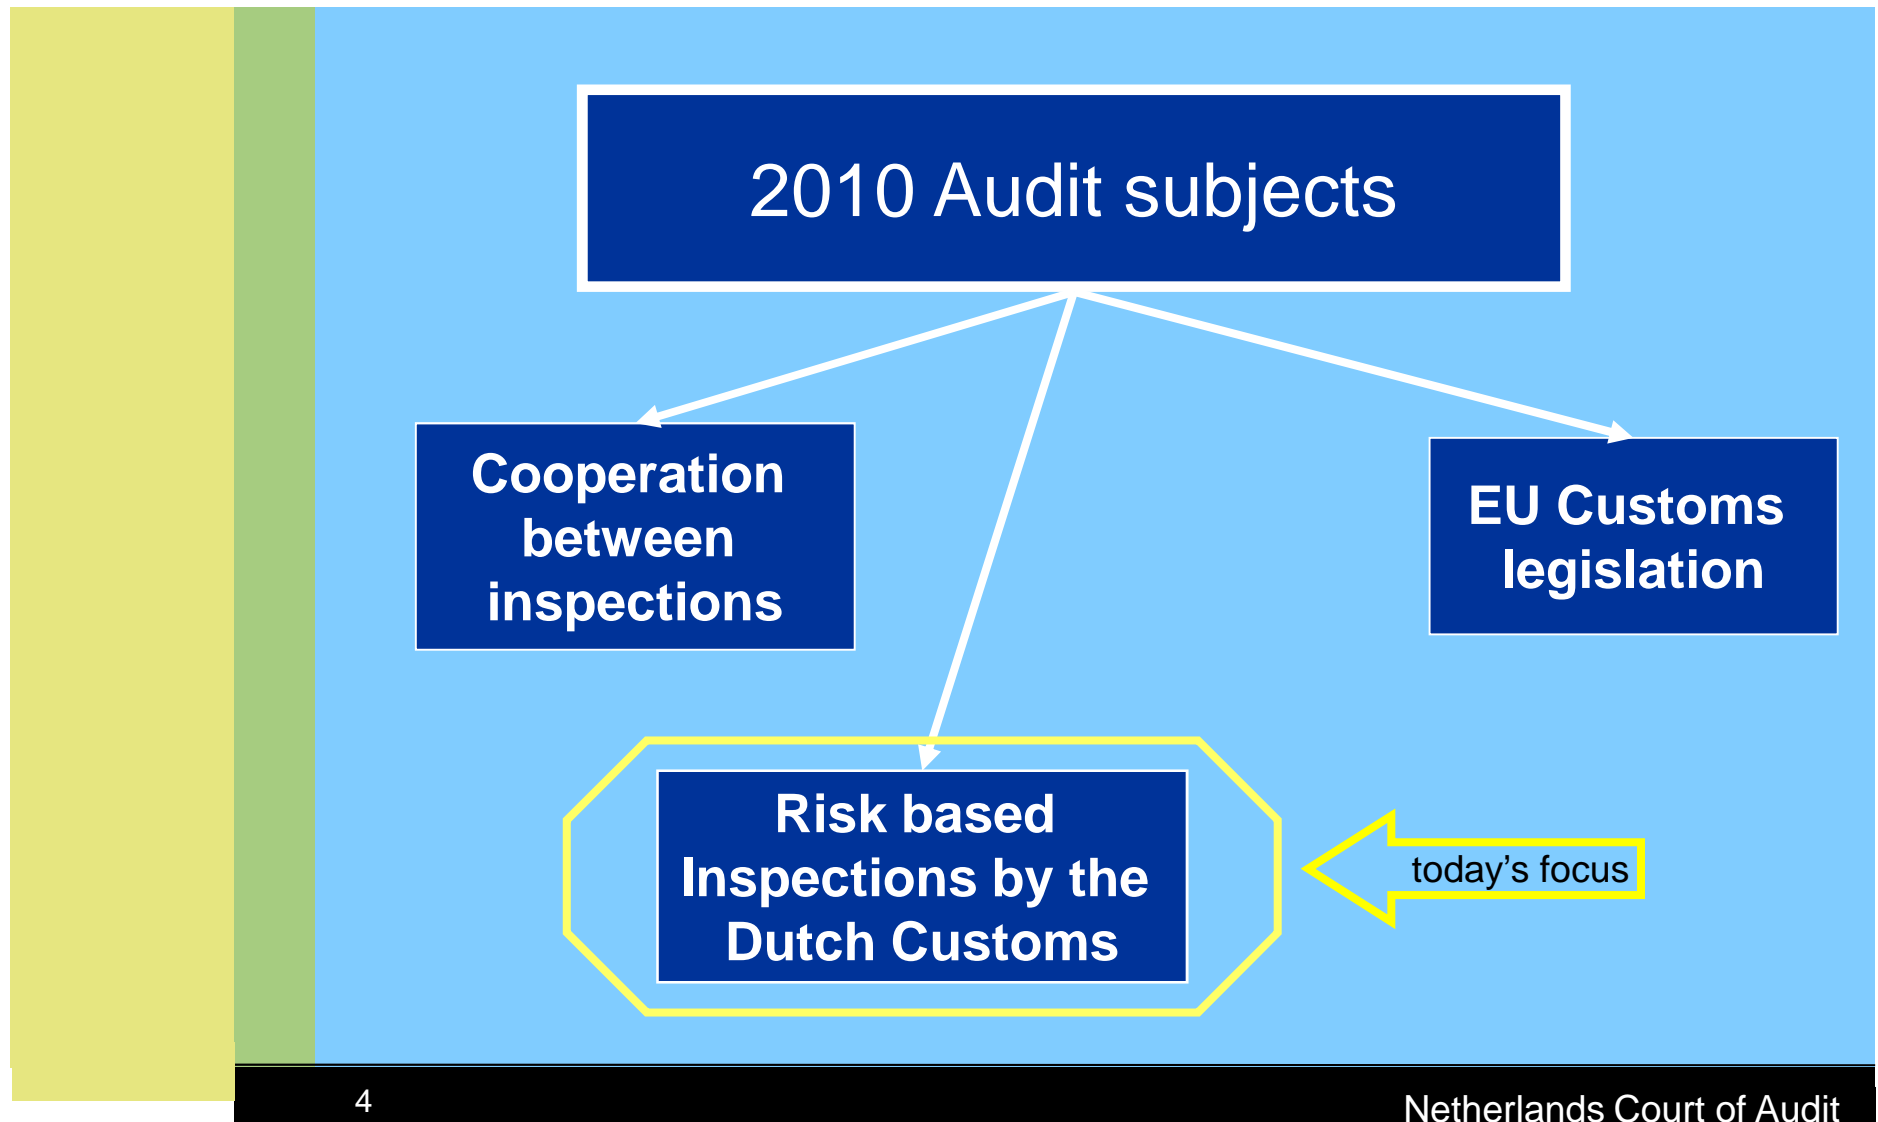 2010 Audit subjects
Cooperation
between
inspections
EU Customs
legislation
Risk based
Inspections by the
Dutch Customs
today’s focus
4
Netherlands Court of Audit